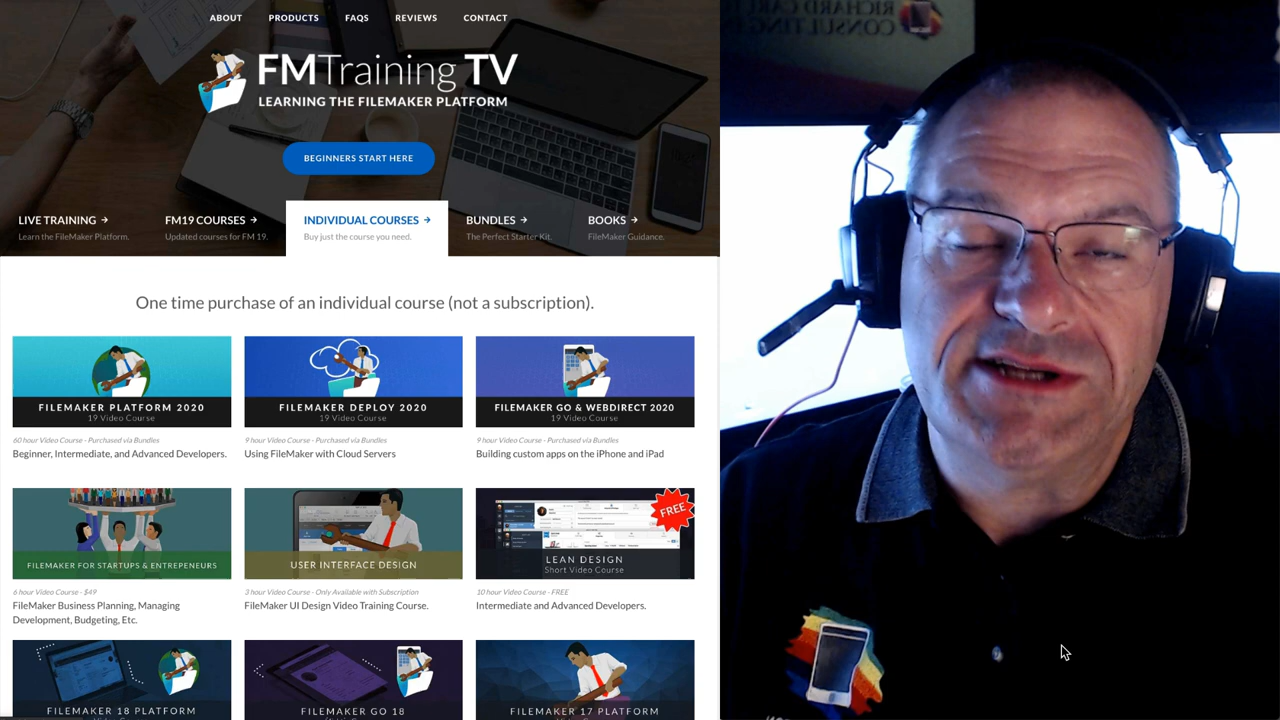 ABOUT
PRODUCTS
FAQS
REVIEWS
CONTACT
FMTraining TV
LEARNING THE FILEMAKER PLATFORM
BEGINNERS START HERE
LIVE TRAINING →
Learn the FileMaker Platform.
FM19 COURSES →
Updated courses for FM 19.
INDIVIDUAL COURSES →
Buy just the course you need.
BUNDLES →
The Perfect Starter Kit.
BOOKS →
FileMaker Guidance.
One time purchase of an individual course (not a subscription).
FILEMAKER PLATFORM 2020
19 Video Course
60 hour Video Course - Purchased via Bundles
Beginner, Intermediate, and Advanced Developers.
FILEMAKER DEPLOY 2020
19 Video Course
9 hour Video Course - Purchased via Bundles
Using FileMaker with Cloud Servers
FILEMAKER GO & WEBDIRECT 2020
19 Video Course
9 hour Video Course - Purchased via Bundles
Building custom apps on the iPhone and iPad
FILEMAKER FOR STARTUPS & ENTREPENEURS
6 hour Video Course - $49
FileMaker Business Planning, Managing
Development, Budgeting, Etc.
USER INTERFACE DESIGN
3 hour Video Course - Only Available with Subscription
FileMaker UI Design Video Training Course.
FREE
LEAN DESIGN
Short Video Course
10 hour Video Course - FREE
Intermediate and Advanced Developers.
FILEMAKER 18 PLATFORM
FILEMAKER GO 18
FILEMAKER 17 PLATFORM
RICHARD CARLTON
CONSULTING